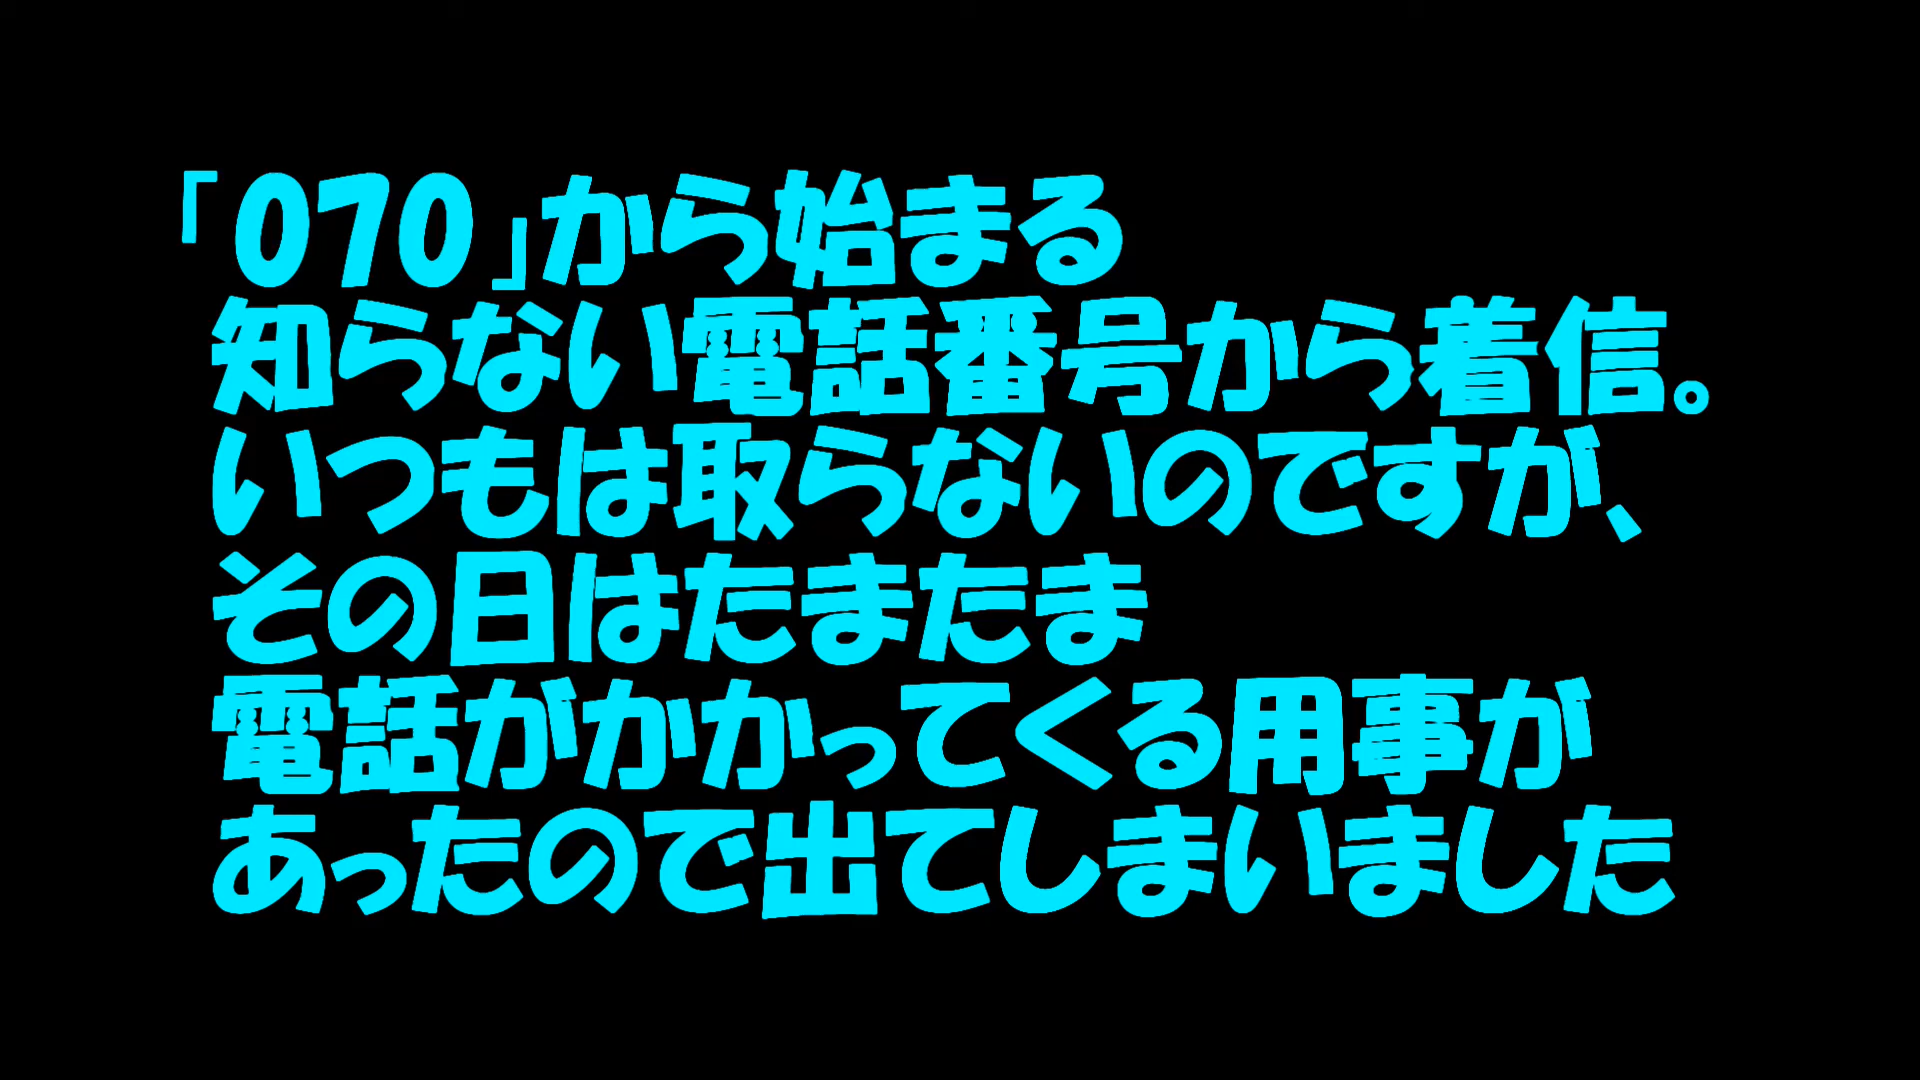 「070」から始まる
知らない電話番号から着信。
いつもは取らないのですが、
その日はたまたま
電話がかかってくる用事が
あったので出てしまいました